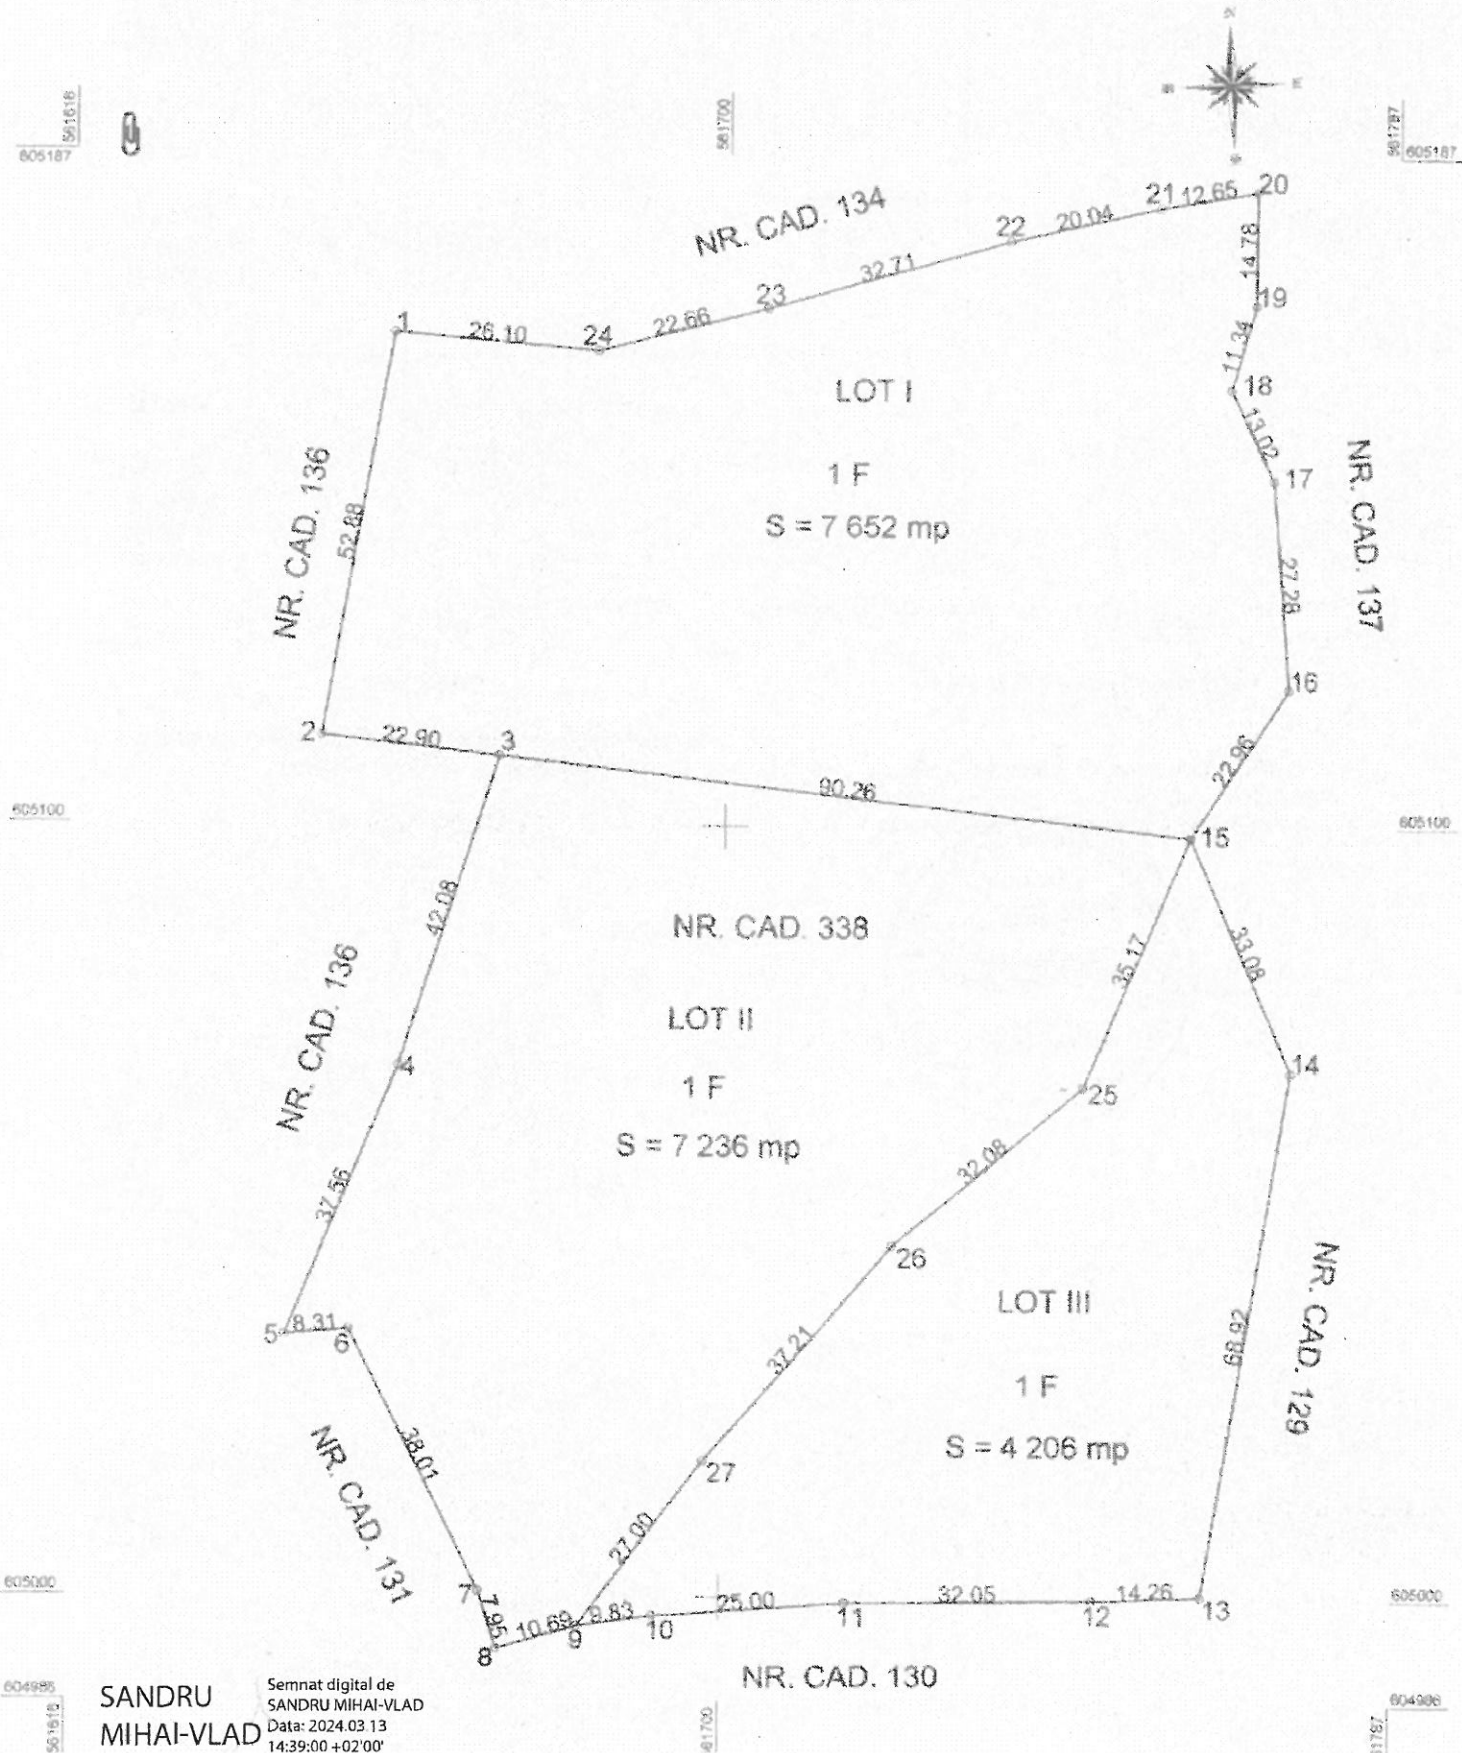 N
E
561618
561700
561787
605187
605187
NR. CAD. 134
20
21
12.65
22
20.04
14.78
32.71
23
19
22.66
1
26.10
24
11.34
18
LOT I
13.02
1 F
17
S = 7 652 mp
NR. CAD. 136
NR. CAD. 137
52.88
27.28
16
2
22.90
3
22.96
90.26
605100
605100
15
42.08
NR. CAD. 338
35.17
33.08
NR. CAD. 136
LOT II
4
14
1 F
25
S = 7 236 mp
32.08
37.56
26
LOT III
NR. CAD. 129
5
8.31
6
37.21
68.92
1 F
38.01
S = 4 206 mp
27
NR. CAD. 131
27.00
605000
605000
7
7.95
8
10.69
9
9.83
10
25.00
11
32.05
12
14.26
13
NR. CAD. 130
604986
604986
561618
561700
SANDRU
MIHAI-VLAD
Semnat digital de
SANDRU MIHAI-VLAD
Data: 2024.03.13
14:39:00 +02'00'